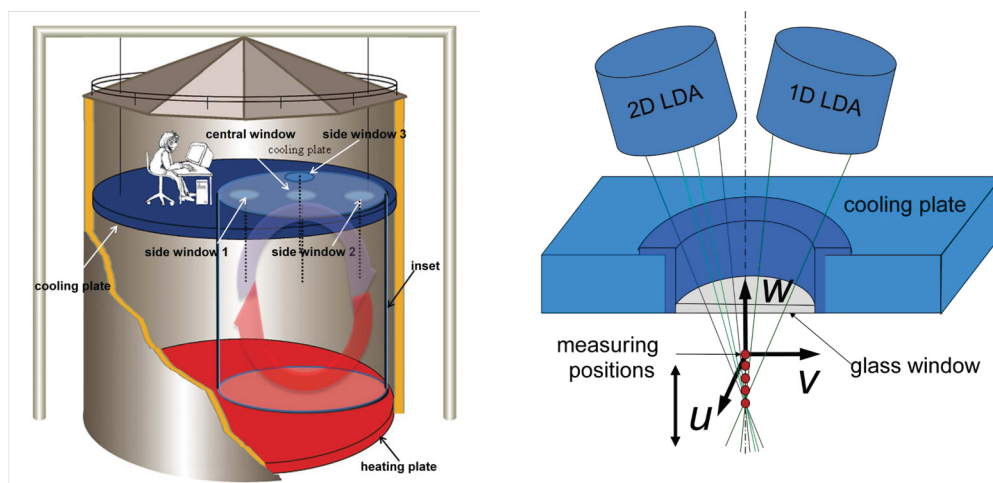 central window
side window 3
cooling plate
side window 1
side window 2
cooling plate
inset
heating plate
2D LDA
1D LDA
cooling plate
w
measuring
positions
glass window
v
u